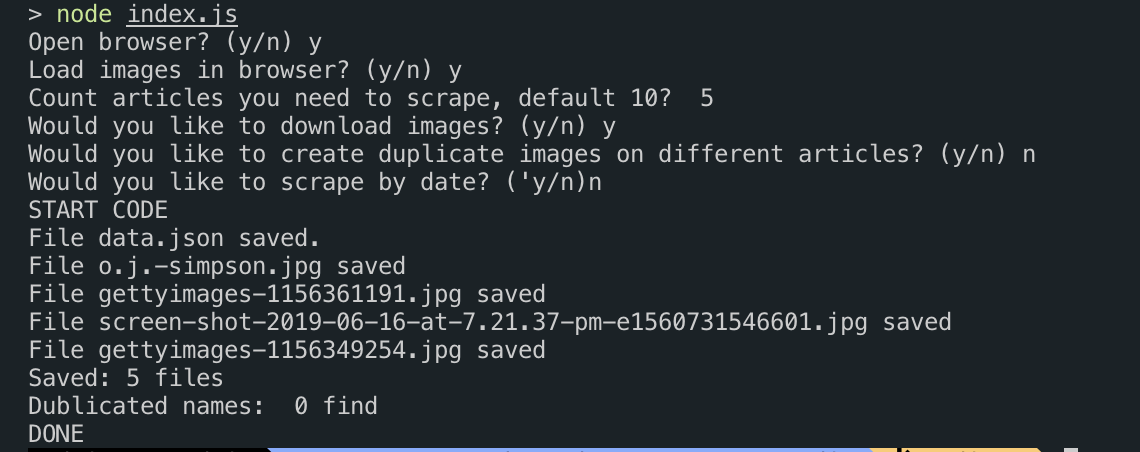 > node index.js
Open browser? (y/n) y
Load images in browser? (y/n) y
Count articles you need to scrape, default 10?  5
Would you like to download images? (y/n) y
Would you like to create duplicate images on different articles? (y/n) n
Would you like to scrape by date? ('y/n)n
START CODE
File data.json saved.
File o.j.-simpson.jpg saved
File gettyimages-1156361191.jpg saved
File screen-shot-2019-06-16-at-7.21.37-pm-e1560731546601.jpg saved
File gettyimages-1156349254.jpg saved
Saved: 5 files
Dublicated names:  0 find
DONE